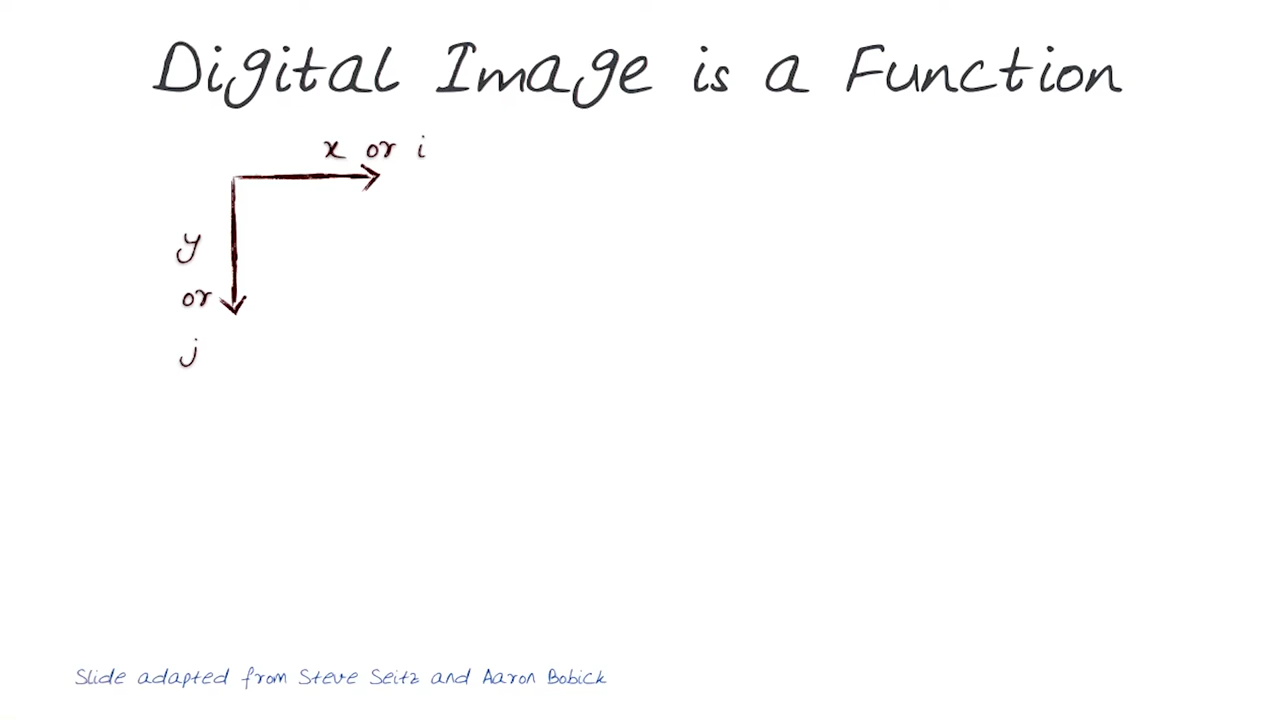 Digital Image is a Function
x or i
y
or
j
Slide adapted from Steve Seitz and Aaron Bobick